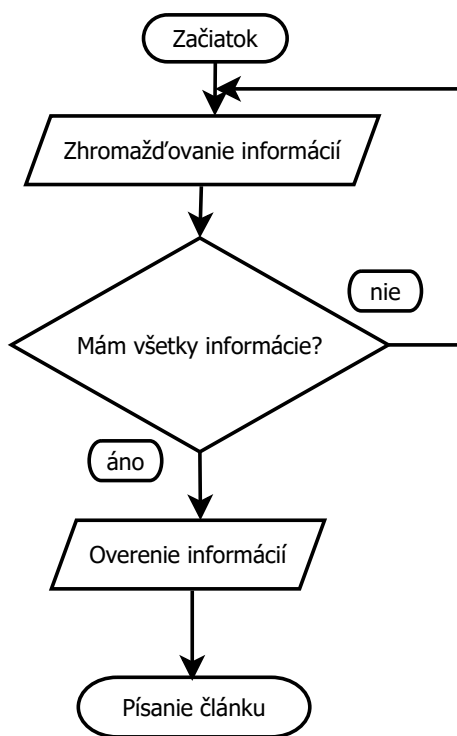 Začiatok
Zhromažďovanie informácií
nie
Mám všetky informácie?
áno
Overenie informácií
Písanie článku